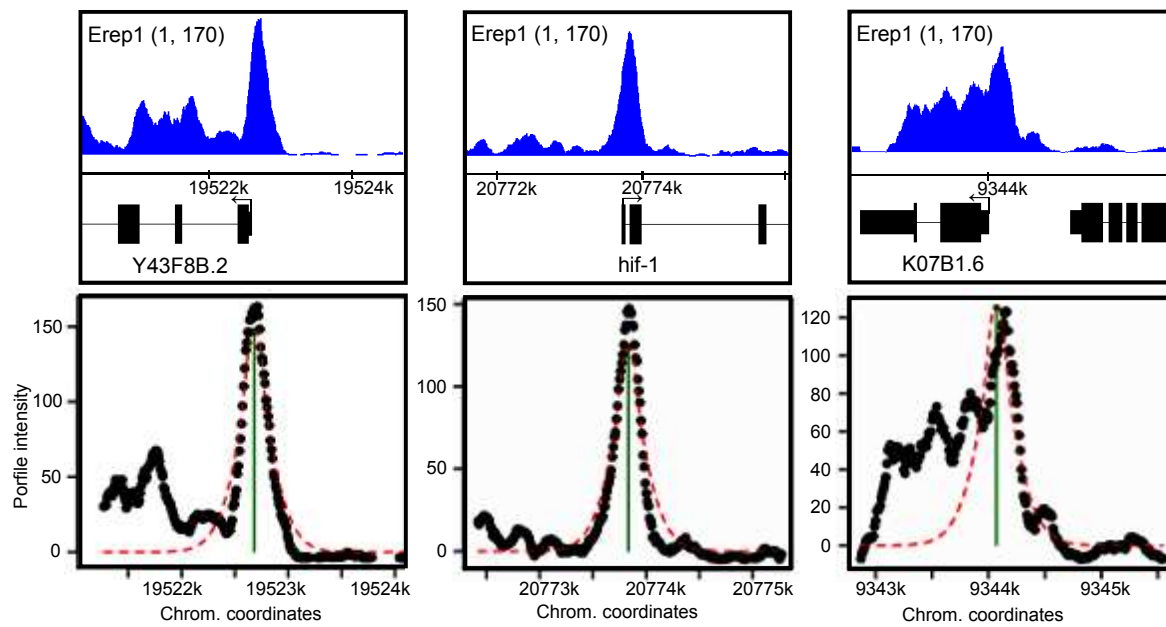 Erep1 (1, 170)
Erep1 (1, 170)
Erep1 (1, 170)
19522k 19524k
20772k 20774k
9344k
Y43F8B.2
hif-1
K07B1.6
Porfile intensity
150
100
50
0
19522k 19523k 19524k
Chrom. coordinates
150
100
50
0
20773k 20774k 20775k
Chrom. coordinates
120
100
80
60
40
20
0
9343k 9344k 9345k
Chrom. coordinates